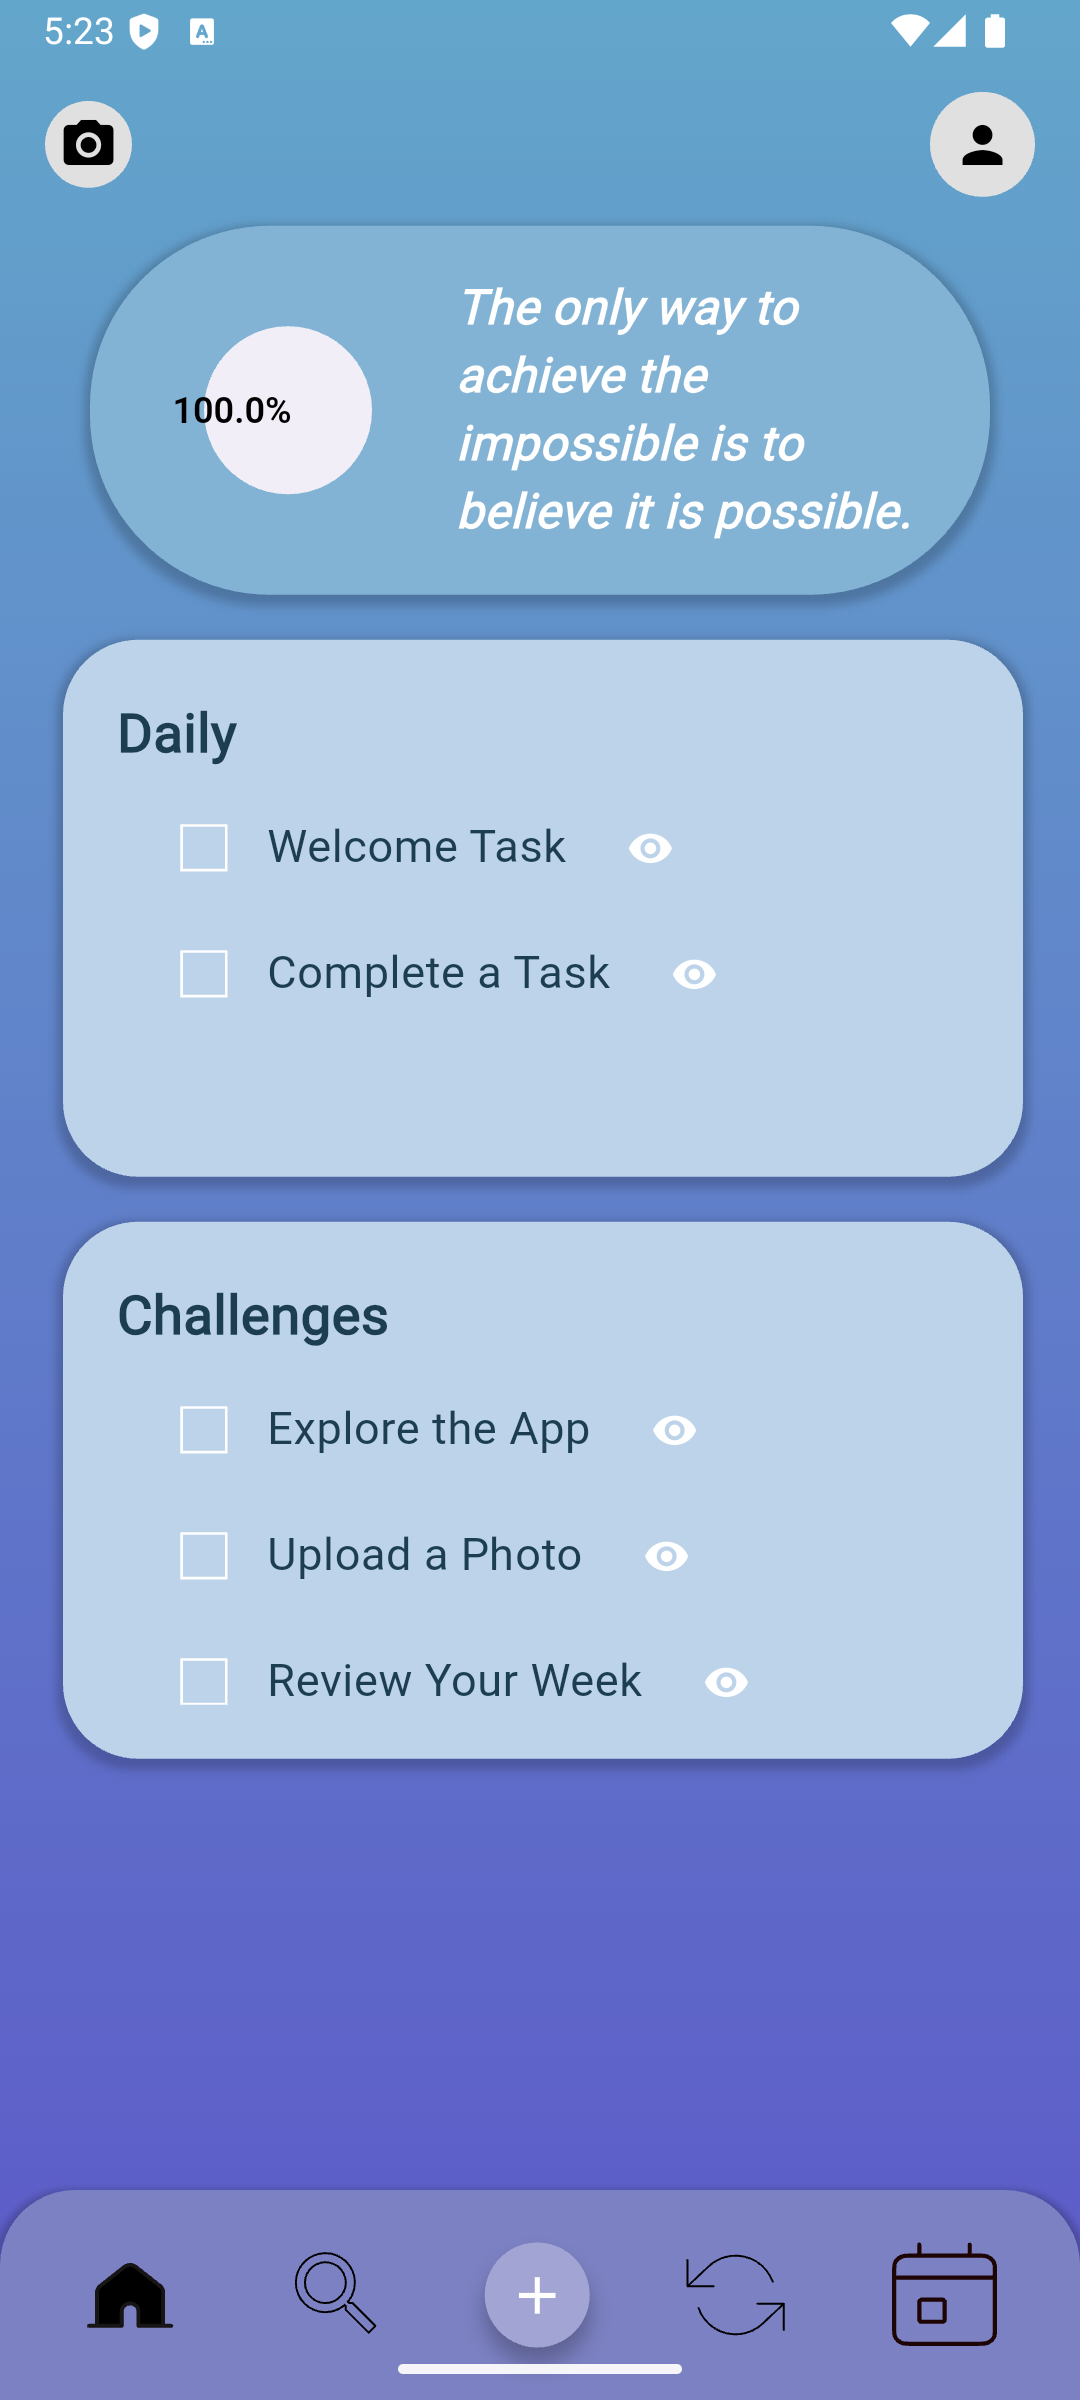 5:23
100.0%
The only way to
achieve the
impossible is to
believe it is possible.
Daily
Welcome Task
Complete a Task
Challenges
Explore the App
Upload a Photo
Review Your Week